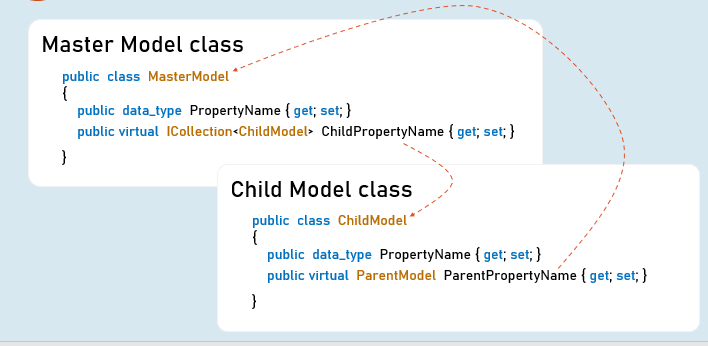 Master Model class
public class MasterModel
{
public data_type PropertyName { get; set; }
public virtual ICollection<ChildModel> ChildPropertyName { get; set; }
}
Child Model class
public class ChildModel
{
public data_type PropertyName { get; set; }
public virtual ParentModel ParentPropertyName { get; set; }
}